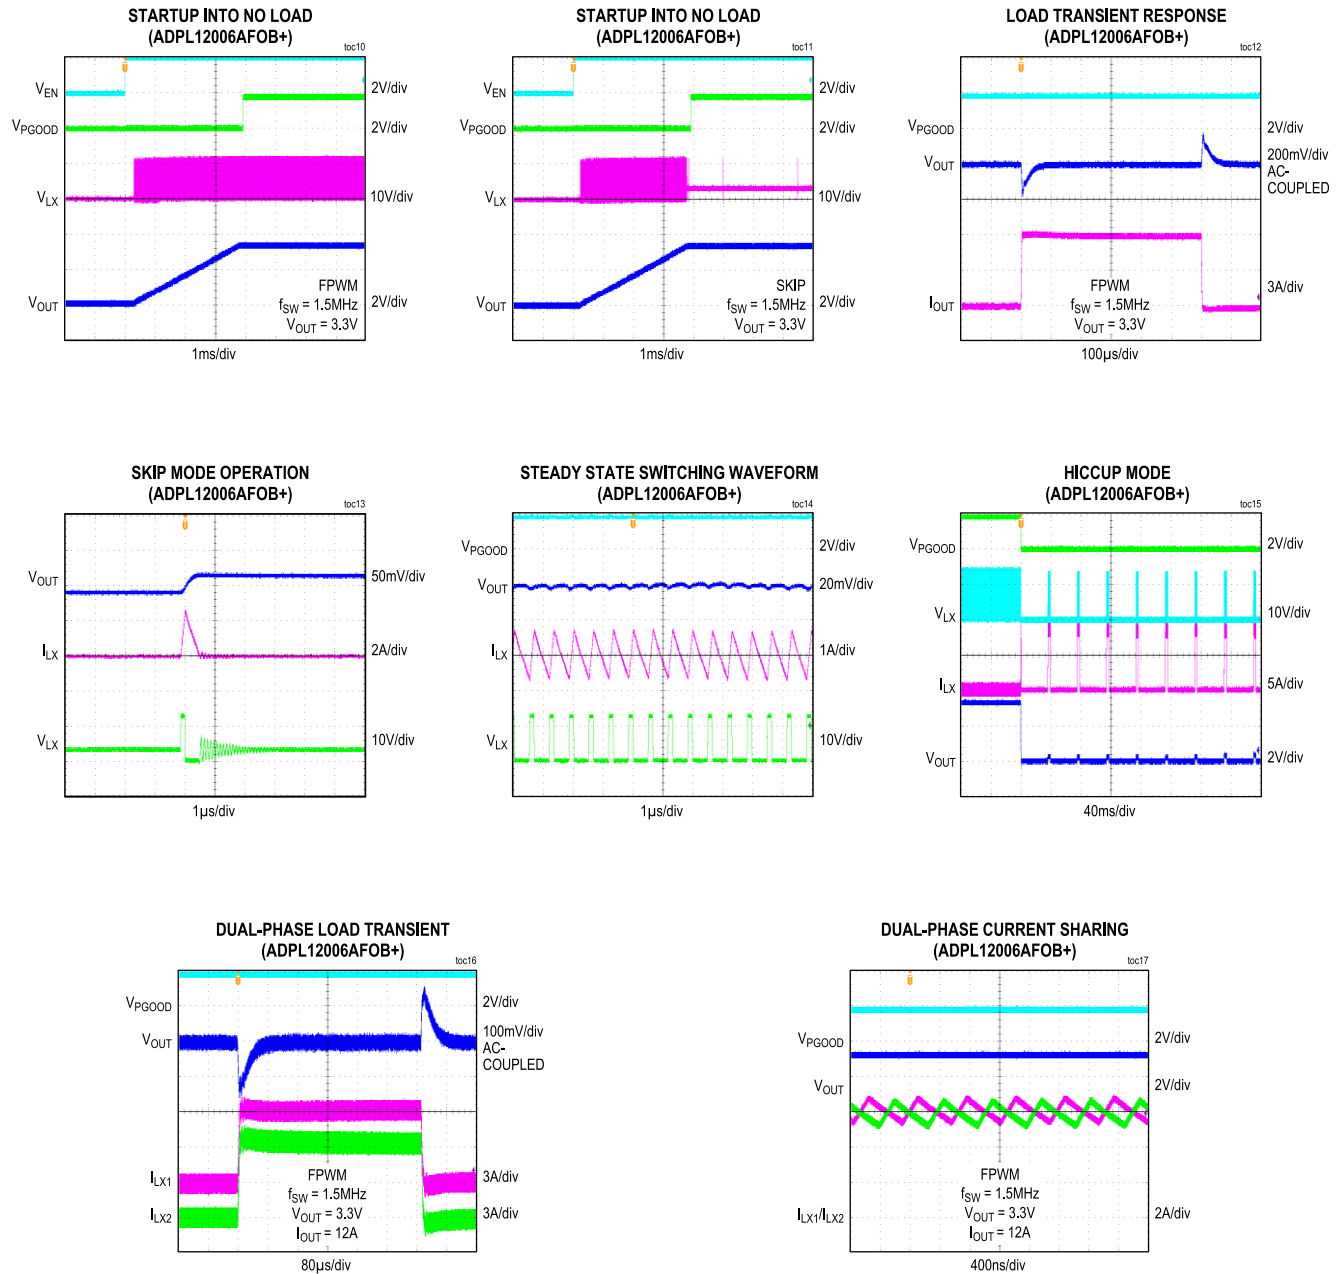 STARTUP INTO NO LOAD
(ADPL12006AFOB+)
toc10
VEN
2V/div
VPGOOD
2V/div
VLX
10V/div
VOUT
2V/div
FPWM
fSW = 1.5MHz
VOUT = 3.3V
1ms/div
STARTUP INTO NO LOAD
(ADPL12006AFOB+)
toc11
VEN
2V/div
VPGOOD
2V/div
VLX
10V/div
VOUT
2V/div
SKIP
fSW = 1.5MHz
VOUT = 3.3V
1ms/div
LOAD TRANSIENT RESPONSE
(ADPL12006AFOB+)
toc12
VPGOOD
2V/div
VOUT
200mV/div
AC-
COUPLED
IOUT
3A/div
FPWM
fSW = 1.5MHz
VOUT = 3.3V
100µs/div
SKIP MODE OPERATION
(ADPL12006AFOB+)
toc13
VOUT
50mV/div
ILX
2A/div
VLX
10V/div
1µs/div
STEADY STATE SWITCHING WAVEFORM
(ADPL12006AFOB+)
toc14
VPGOOD
2V/div
VOUT
20mV/div
ILX
1A/div
VLX
10V/div
1µs/div
HICCUP MODE
(ADPL12006AFOB+)
toc15
VPGOOD
2V/div
VLX
10V/div
ILX
5A/div
VOUT
2V/div
40ms/div
DUAL-PHASE LOAD TRANSIENT
(ADPL12006AFOB+)
toc16
VPGOOD
2V/div
VOUT
100mV/div
AC-
COUPLED
ILX1
3A/div
ILX2
3A/div
FPWM
fSW = 1.5MHz
VOUT = 3.3V
IOUT = 12A
80µs/div
DUAL-PHASE CURRENT SHARING
(ADPL12006AFOB+)
toc17
VPGOOD
2V/div
VOUT
2V/div
ILX1/ILX2
2A/div
FPWM
fSW = 1.5MHz
VOUT = 3.3V
IOUT = 12A
400ns/div